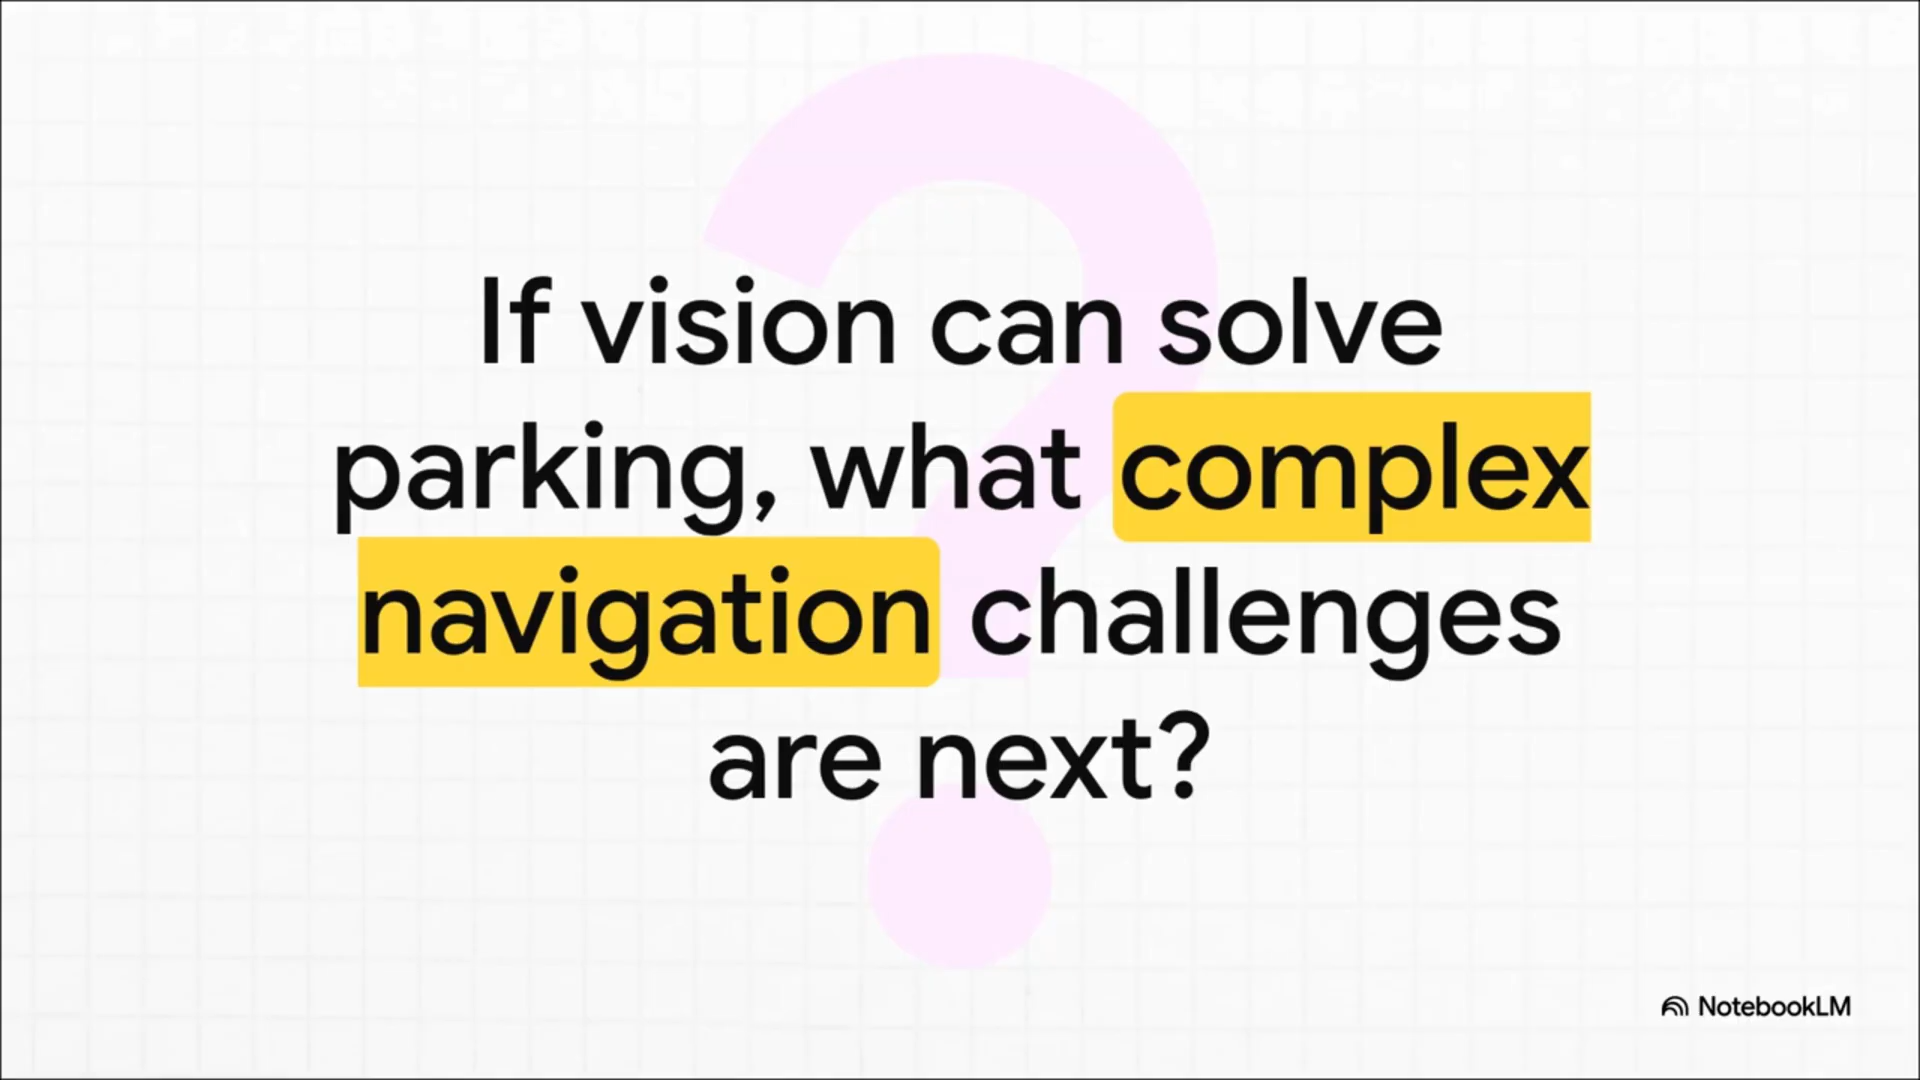 If vision can solve
parking, what complex
navigation challenges
are next?
NotebookLM